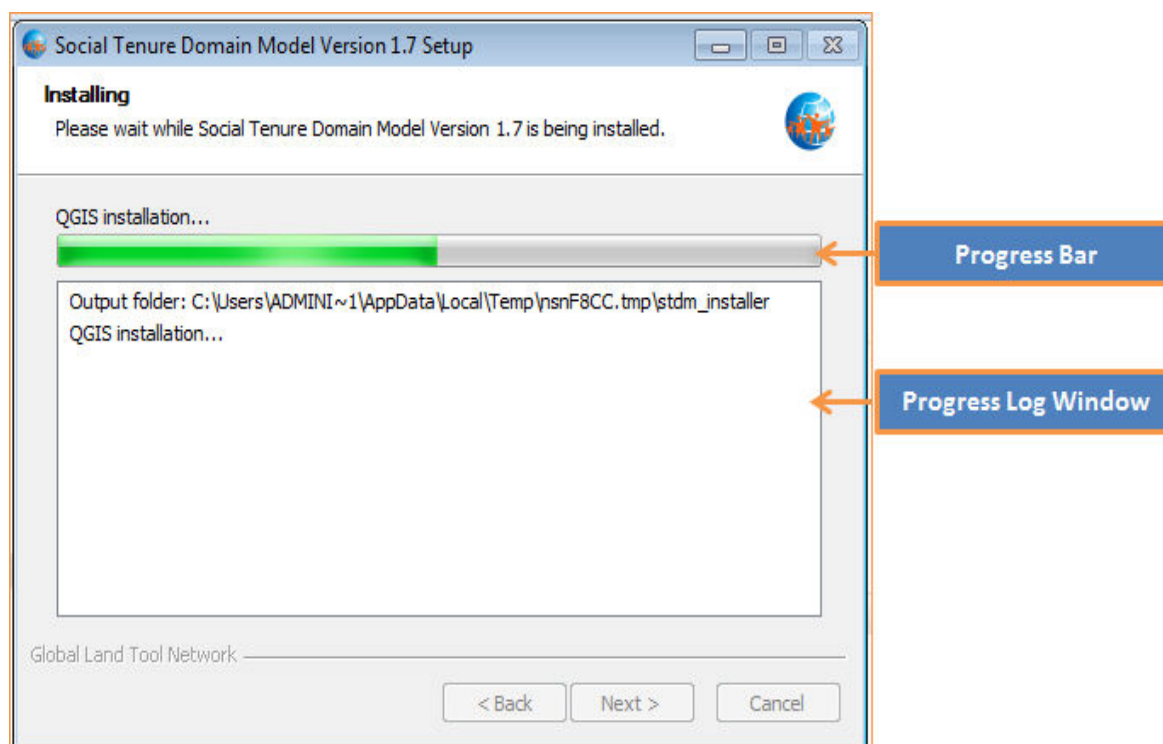 Social Tenure Domain Model Version 1.7 Setup
Installing
Please wait while Social Tenure Domain Model Version 1.7 is being installed.
QGIS installation...
Progress Bar
Output folder: C:\Users\ADMINI~1\AppData\Local\Temp\nsnF8CC.tmp\stdm_installer
QGIS installation...
Progress Log Window
Global Land Tool Network
< Back
Next >
Cancel